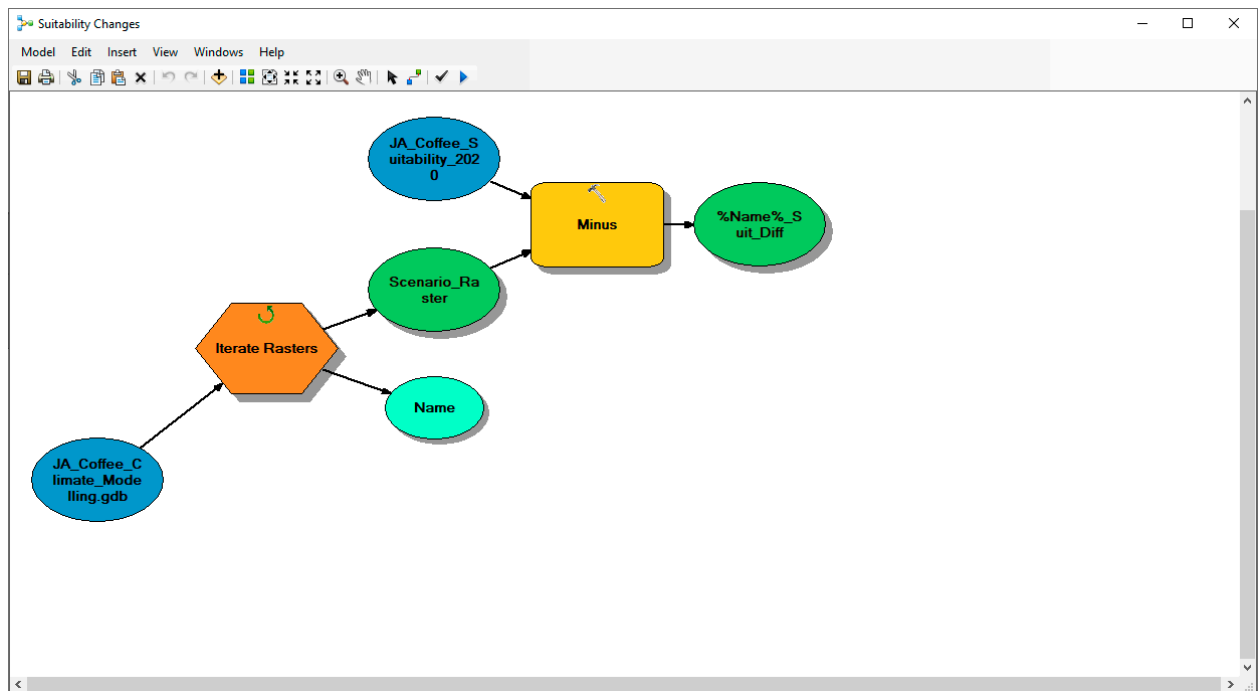 Suitability Changes
Model Edit Insert View Windows Help
JA_Coffee_S
uitability_202
0
Minus
%Name%_S
uit_Diff
Scenario_Ra
ster
Iterate Rasters
Name
JA_Coffee_C
limate_Mode
lling.gdb